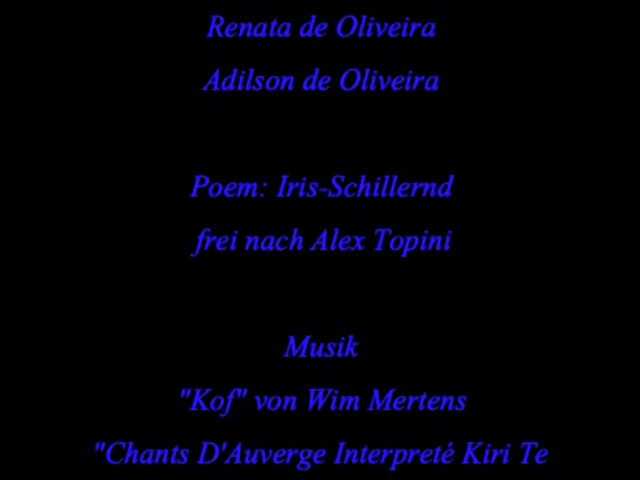 Renata de Oliveira
Adilson de Oliveira
Poem: Iris-Schillernd
frei nach Alex Topini
Musik
"Kof" von Wim Mertens
"Chants D'Auverge Interpreté Kiri Te